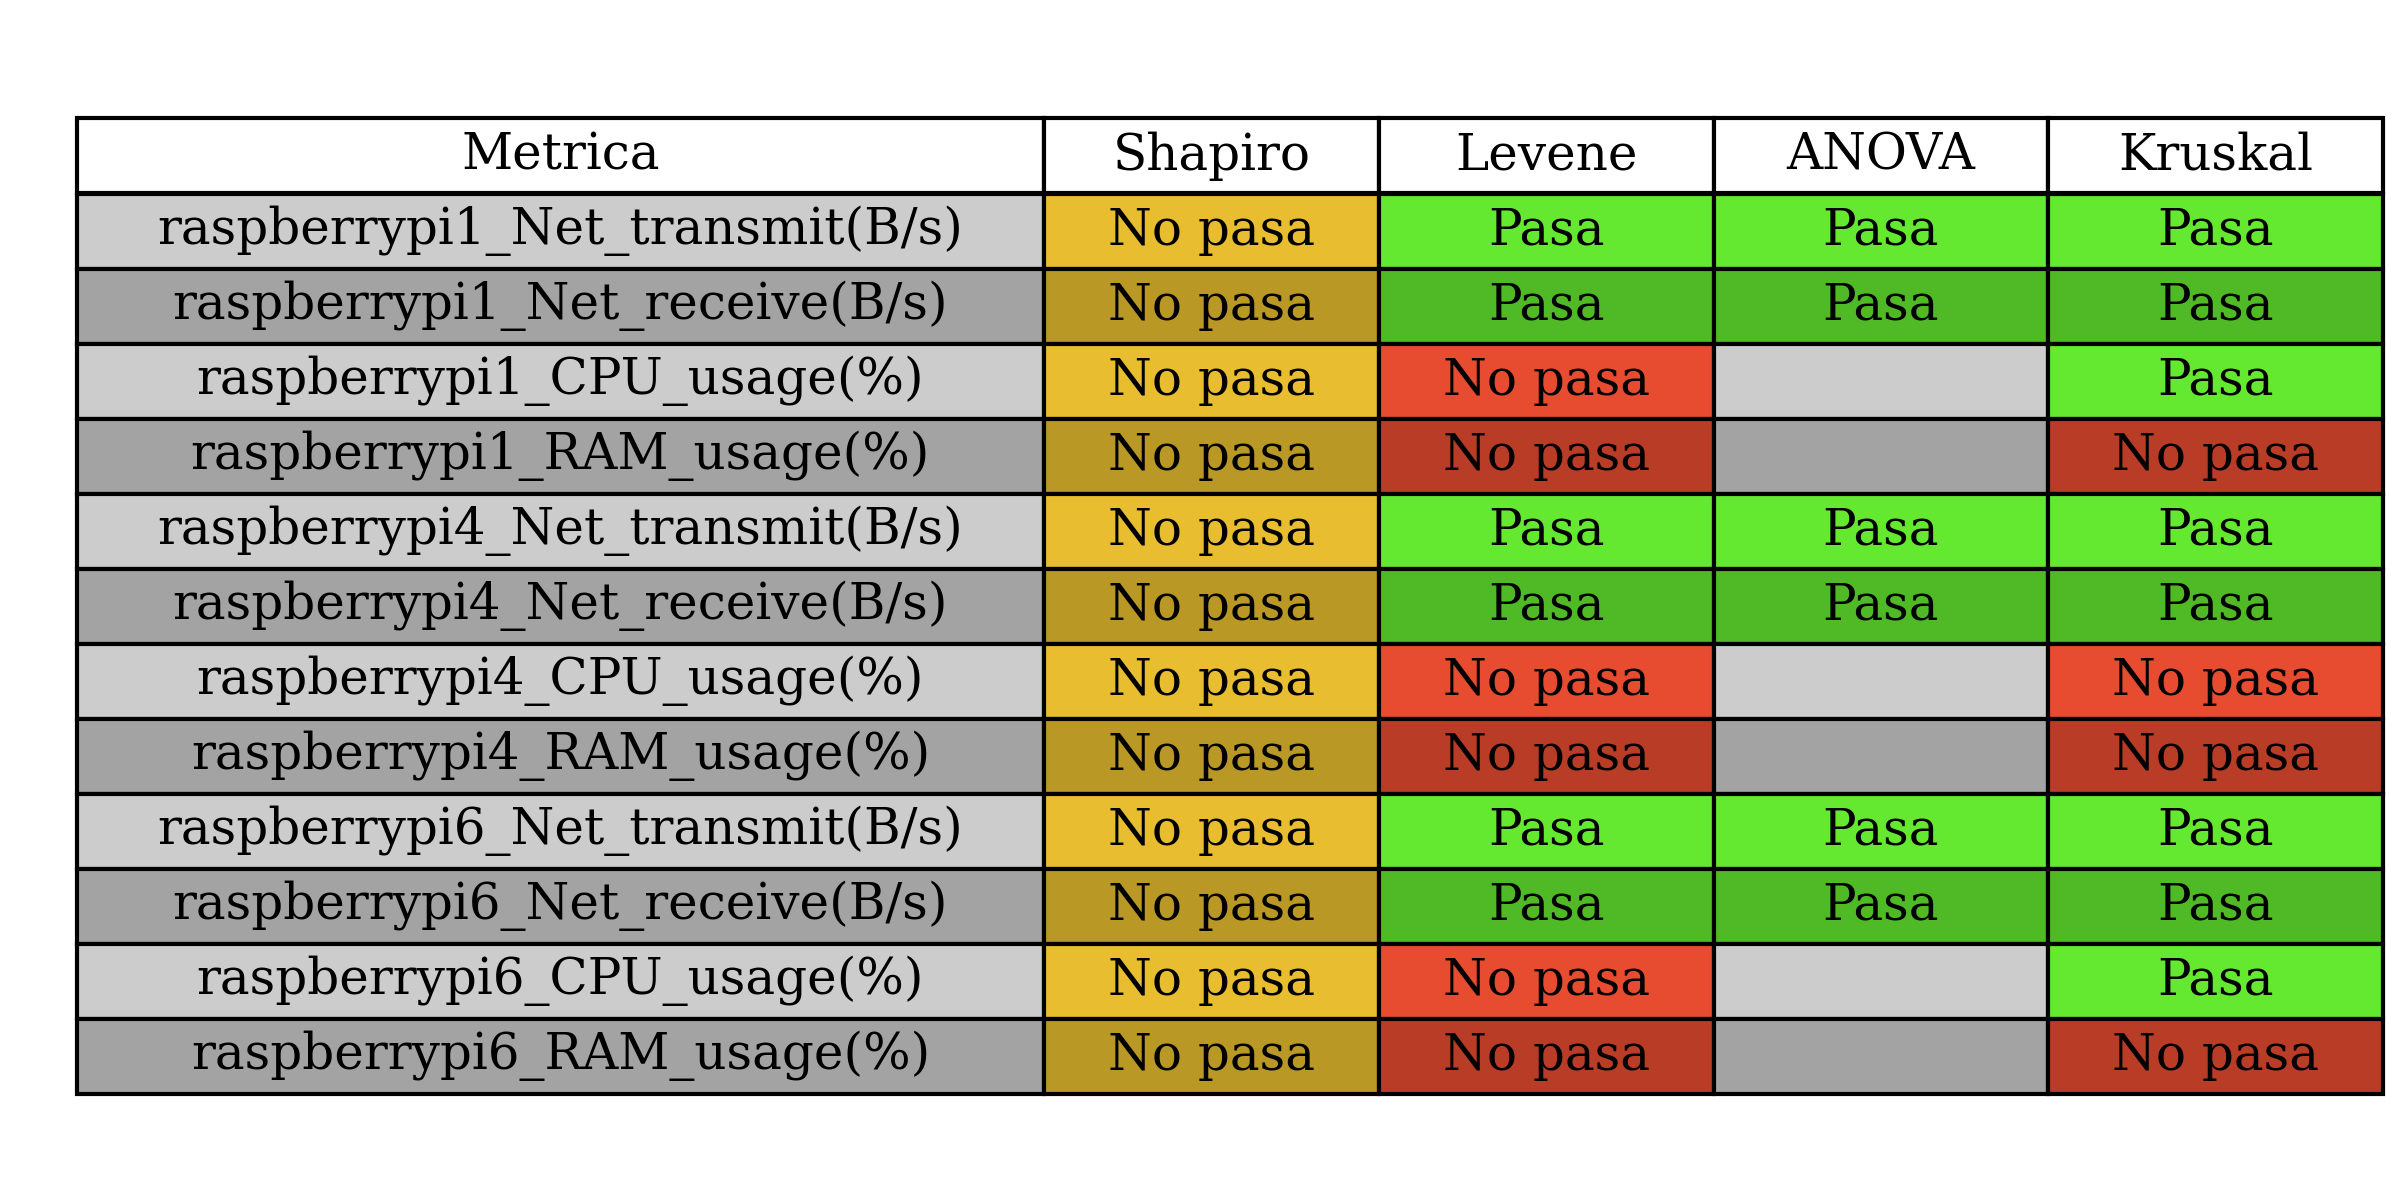 Metrica Shapiro Levene ANOVA Kruskal
raspberrypi1_Net_transmit(B/s) No pasa Pasa Pasa Pasa
raspberrypi1_Net_receive(B/s) No pasa Pasa Pasa Pasa
raspberrypi1_CPU_usage(%) No pasa No pasa Pasa
raspberrypi1_RAM_usage(%) No pasa No pasa No pasa
raspberrypi4_Net_transmit(B/s) No pasa Pasa Pasa Pasa
raspberrypi4_Net_receive(B/s) No pasa Pasa Pasa Pasa
raspberrypi4_CPU_usage(%) No pasa No pasa No pasa
raspberrypi4_RAM_usage(%) No pasa No pasa No pasa
raspberrypi6_Net_transmit(B/s) No pasa Pasa Pasa Pasa
raspberrypi6_Net_receive(B/s) No pasa Pasa Pasa Pasa
raspberrypi6_CPU_usage(%) No pasa No pasa Pasa
raspberrypi6_RAM_usage(%) No pasa No pasa No pasa